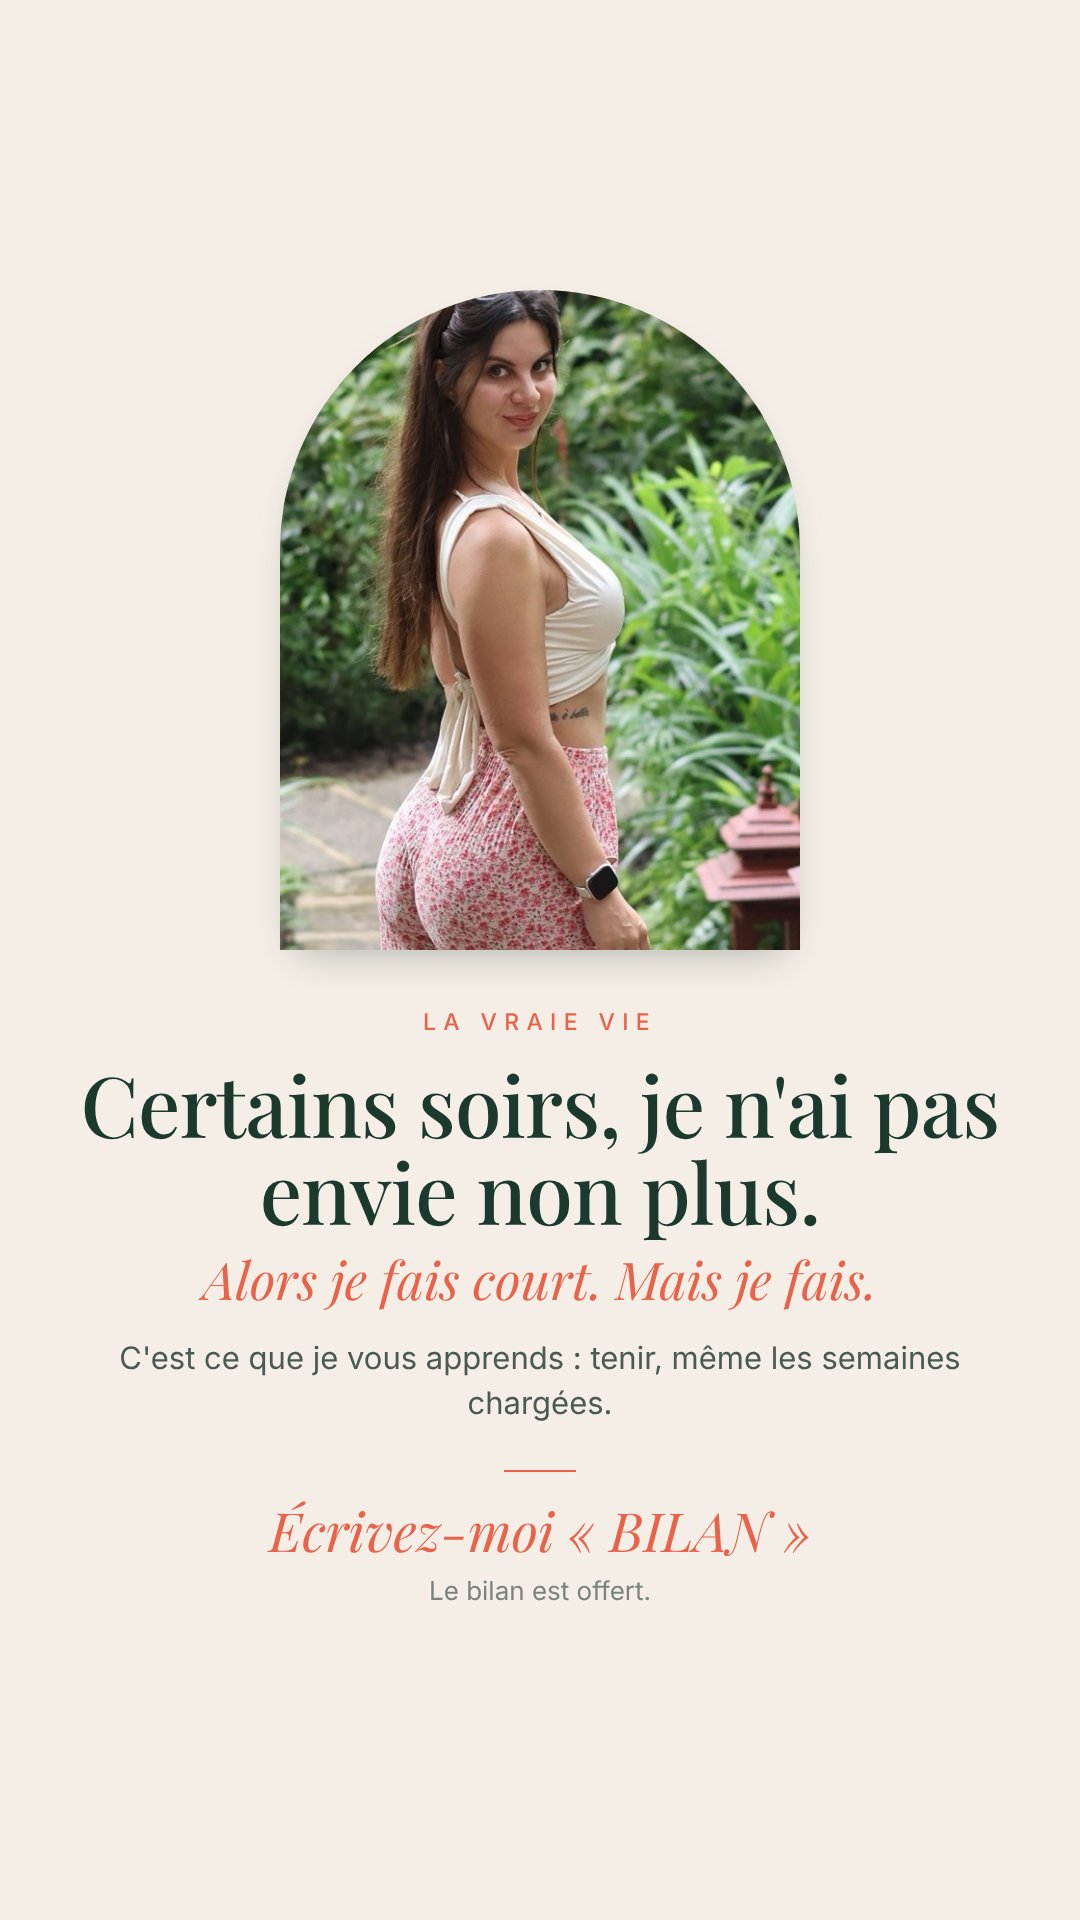 LA VRAIE VIE
Certains soirs, je n'ai pas
envie non plus.
Alors je fais court. Mais je fais.
C'est ce que je vous apprends : tenir, même les semaines
chargées.
Écrivez-moi « BILAN »
Le bilan est offert.